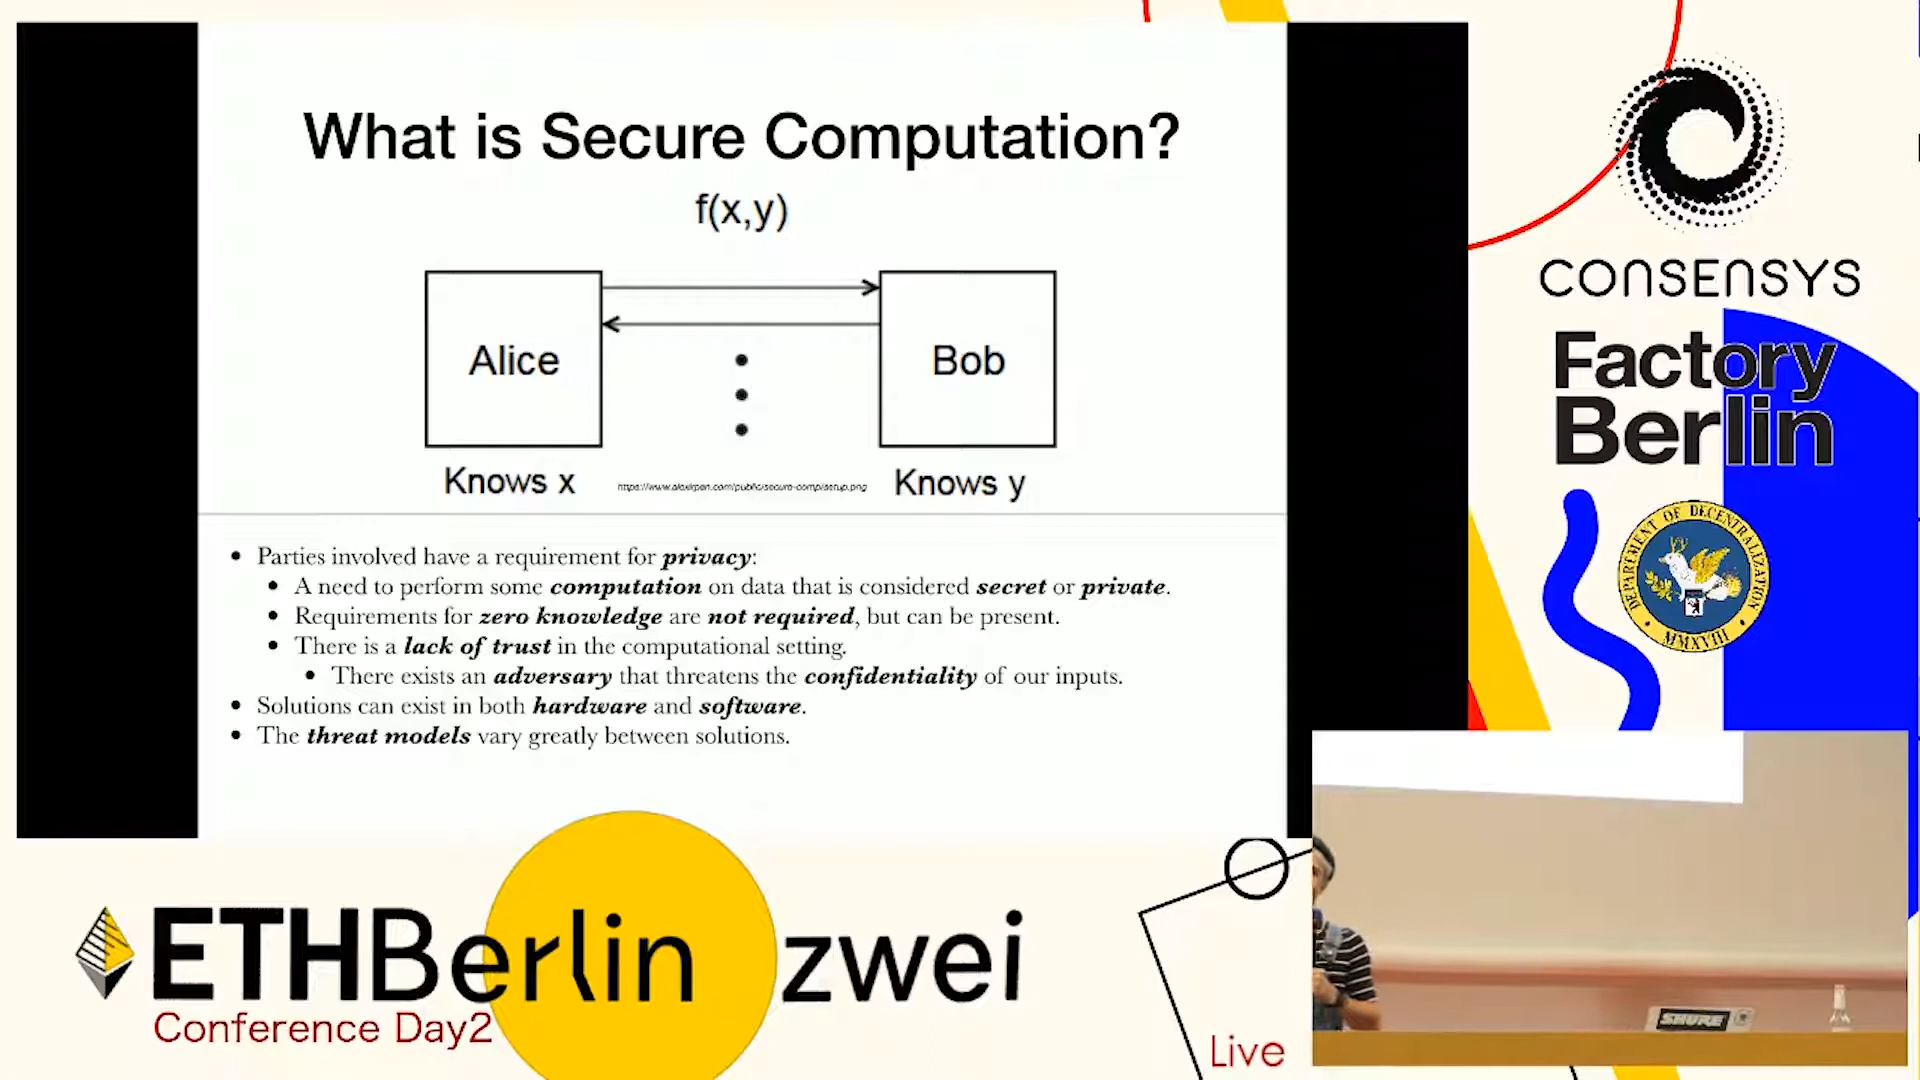 What is Secure Computation?
f(x,y)
Alice
Bob
Knows x
Knows y
• Parties involved have a requirement for privacy:
• A need to perform some computation on data that is considered secret or private.
• Requirements for zero knowledge are not required, but can be present.
• There is a lack of trust in the computational setting.
• There exists an adversary that threatens the confidentiality of our inputs.
• Solutions can exist in both hardware and software.
• The threat models vary greatly between solutions.
CONSENSYS
Factory
Berlin
DEPARTMENT OF DECENTRALIZATION
MMXVIII
ETHBerlin zwei
Conference Day2
Live
SHURE